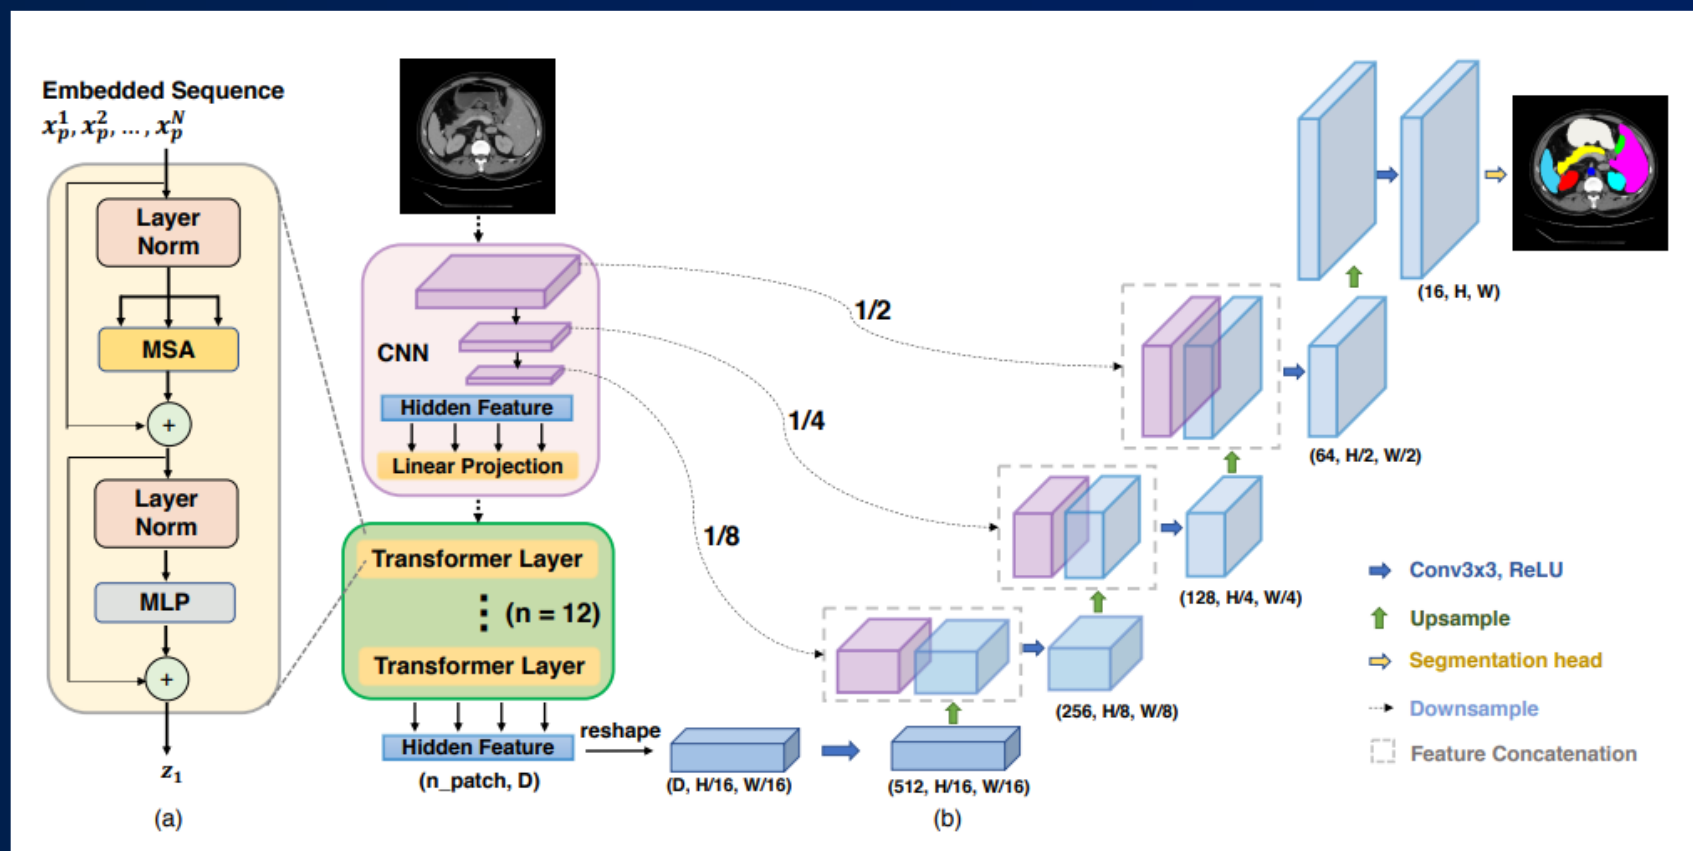 Embedded Sequence
x_p^1, x_p^2, ..., x_p^N
Layer
Norm
MSA
+
Layer
Norm
MLP
+
z_1
(a)
CNN
Hidden Feature
Linear Projection
Transformer Layer
⋮ (n = 12)
Transformer Layer
Hidden Feature
(n_patch, D)
reshape
(D, H/16, W/16)
(512, H/16, W/16)
(b)
1/2
1/4
1/8
(256, H/8, W/8)
(128, H/4, W/4)
(64, H/2, W/2)
(16, H, W)
Conv3x3, ReLU
Upsample
Segmentation head
Downsample
Feature Concatenation